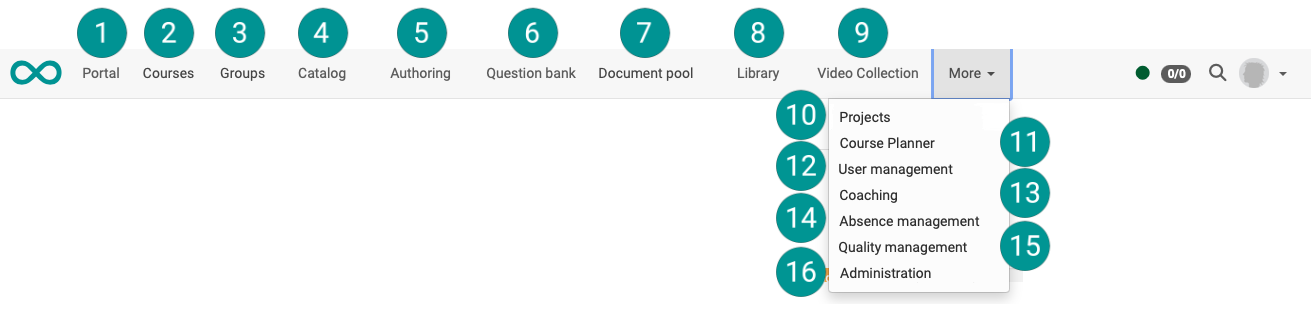 1 2 3 4 5 6 7 8 9
Portal Courses Groups Catalog Authoring Question bank Document pool Library Video Collection More 0/0
10 Projects
Course Planner 11
12 User management
Coaching 13
14 Absence management
Quality management 15
16 Administration